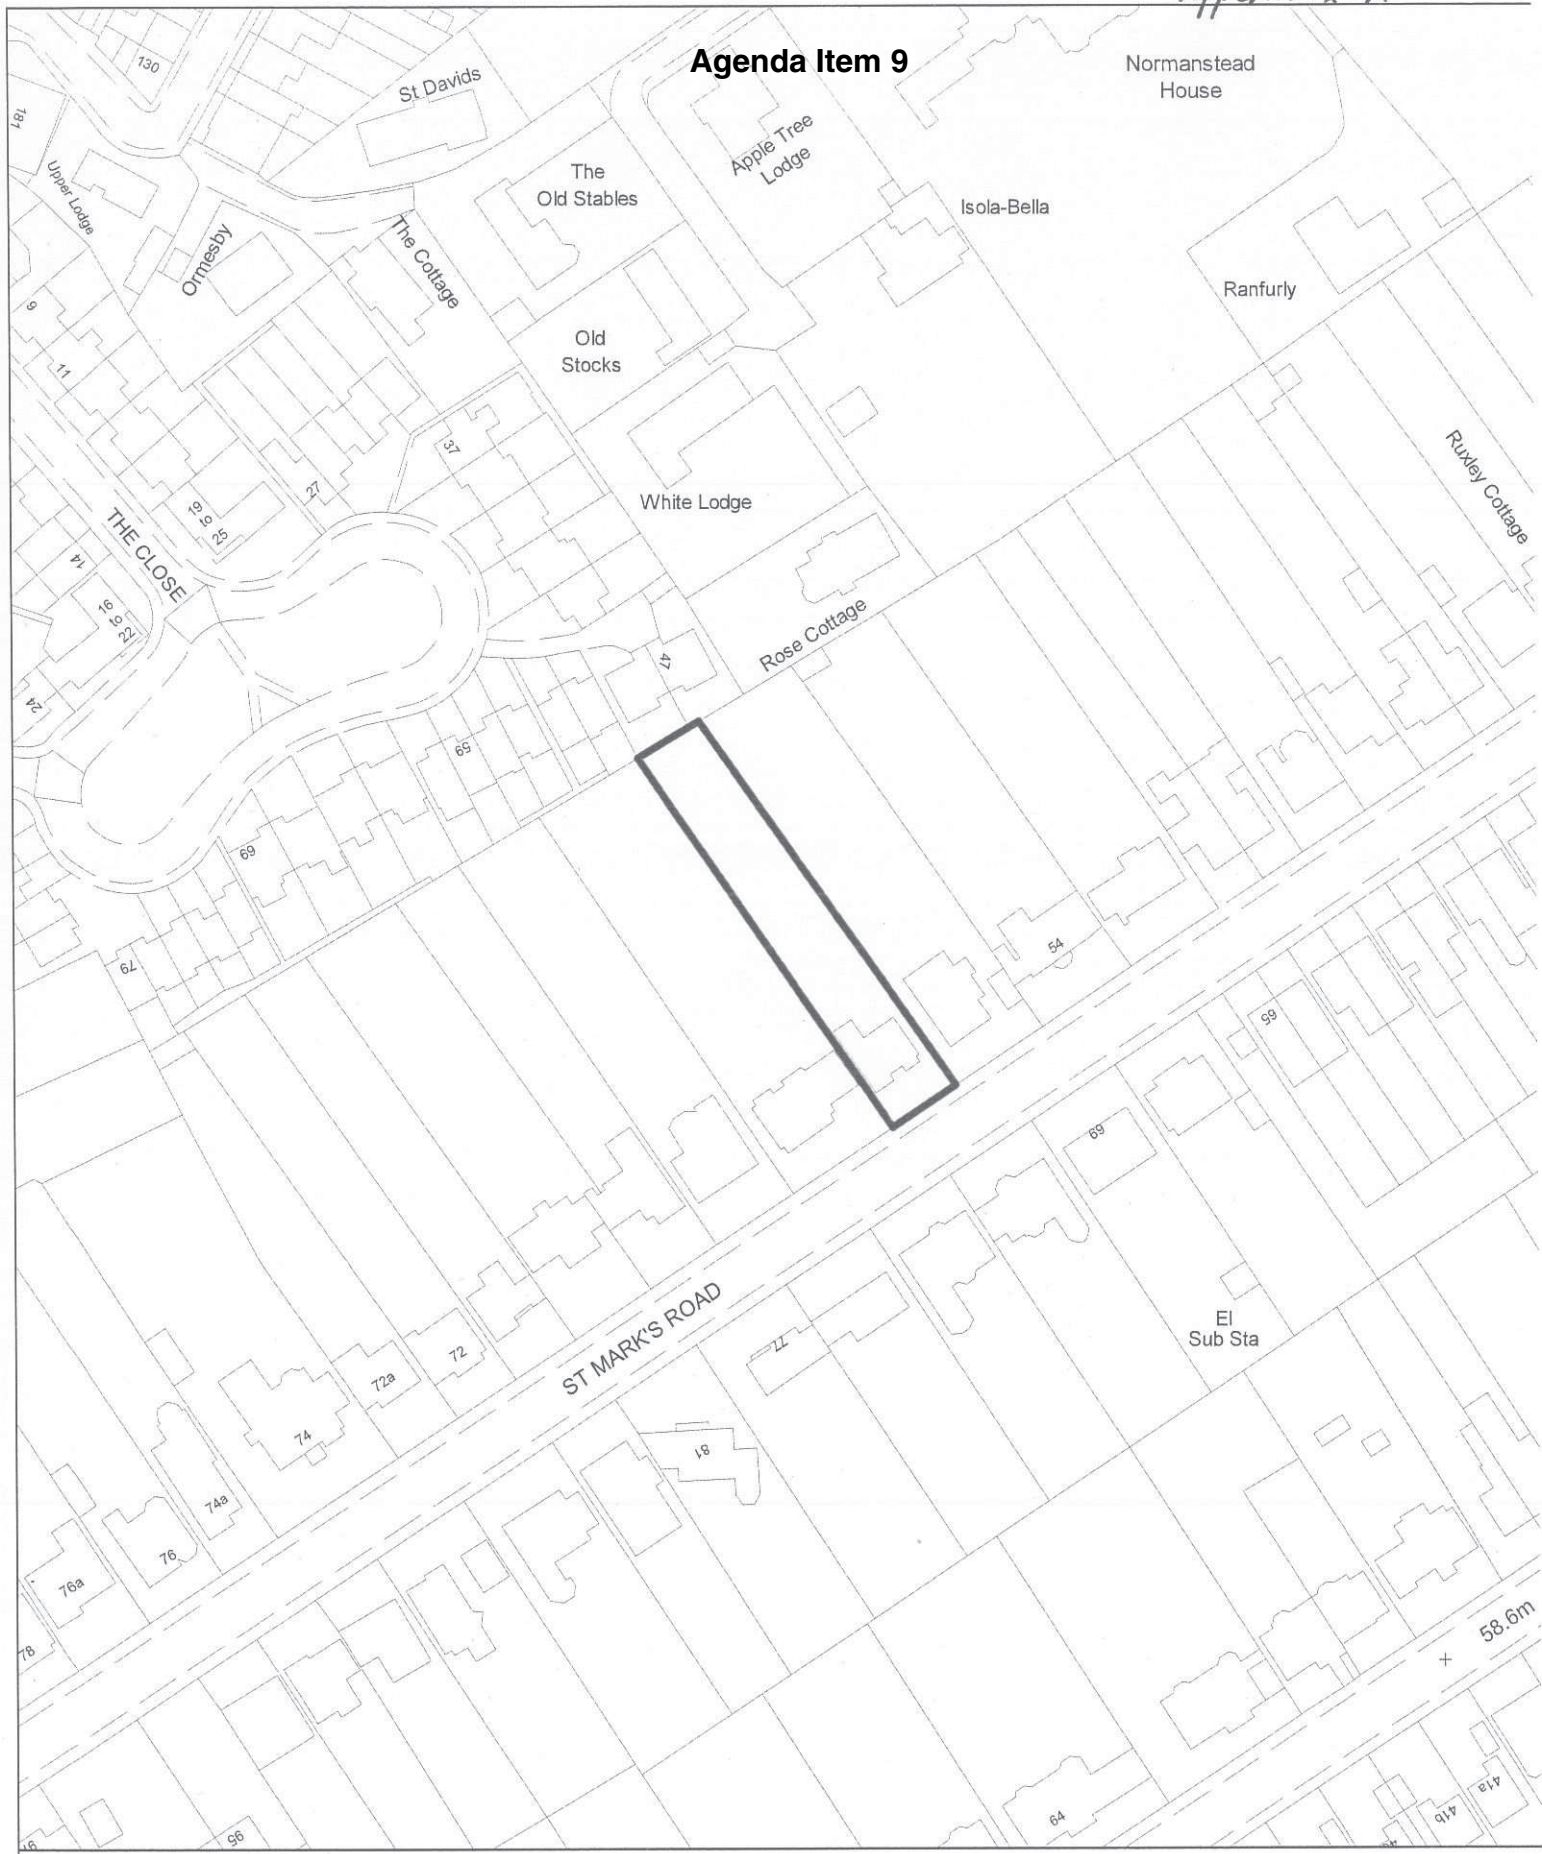 Agenda Item 9
130
St Davids
Normanstead
House
181
Apple Tree
Lodge
The
Old Stables
Upper Lodge
Isola-Bella
Ormesby
The Cottage
Ranfurly
9
Old
Stocks
11
37
Ruxley Cottage
27
White Lodge
19
to
25
THE CLOSE
14
16
to
22
Rose Cottage
47
24
59
69
79
54
65
69
ST MARK'S ROAD
El
Sub Sta
77
72
72a
74
81
74a
76
76a
78
58.6m
41a
41b
64
95